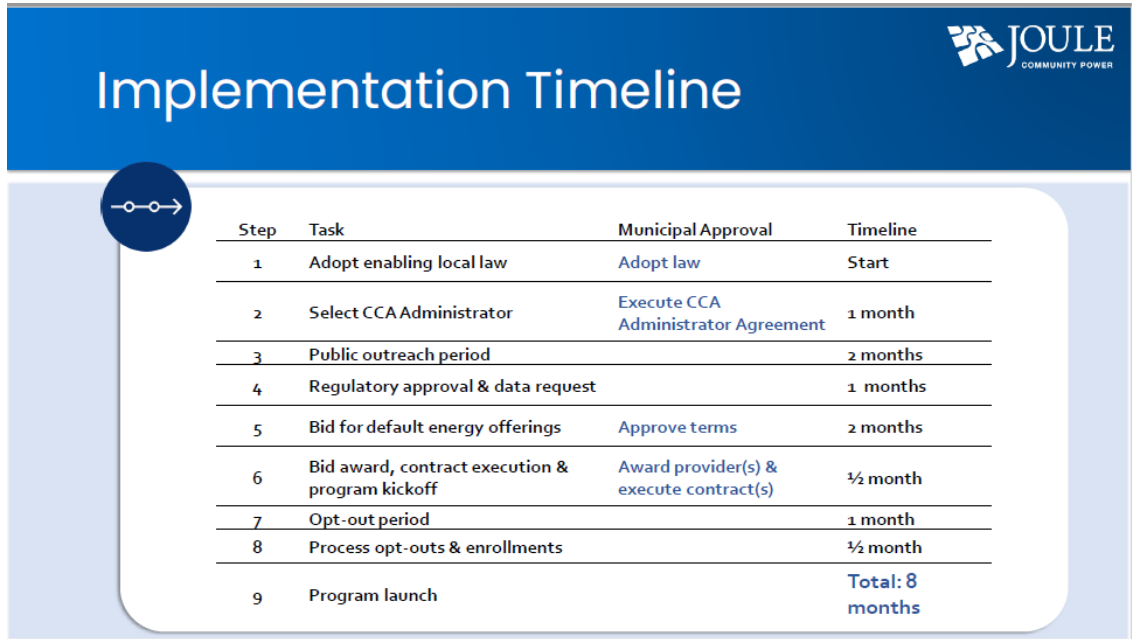 JOULE
COMMUNITY POWER
Implementation Timeline
Step Task Municipal Approval Timeline
1 Adopt enabling local law Adopt law Start
2 Select CCA Administrator Execute CCA
Administrator Agreement 1 month
3 Public outreach period 2 months
4 Regulatory approval & data request 1 months
5 Bid for default energy offerings Approve terms 2 months
6 Bid award, contract execution &
program kickoff Award provider(s) &
execute contract(s) ½ month
7 Opt-out period 1 month
8 Process opt-outs & enrollments ½ month
9 Program launch Total: 8
months